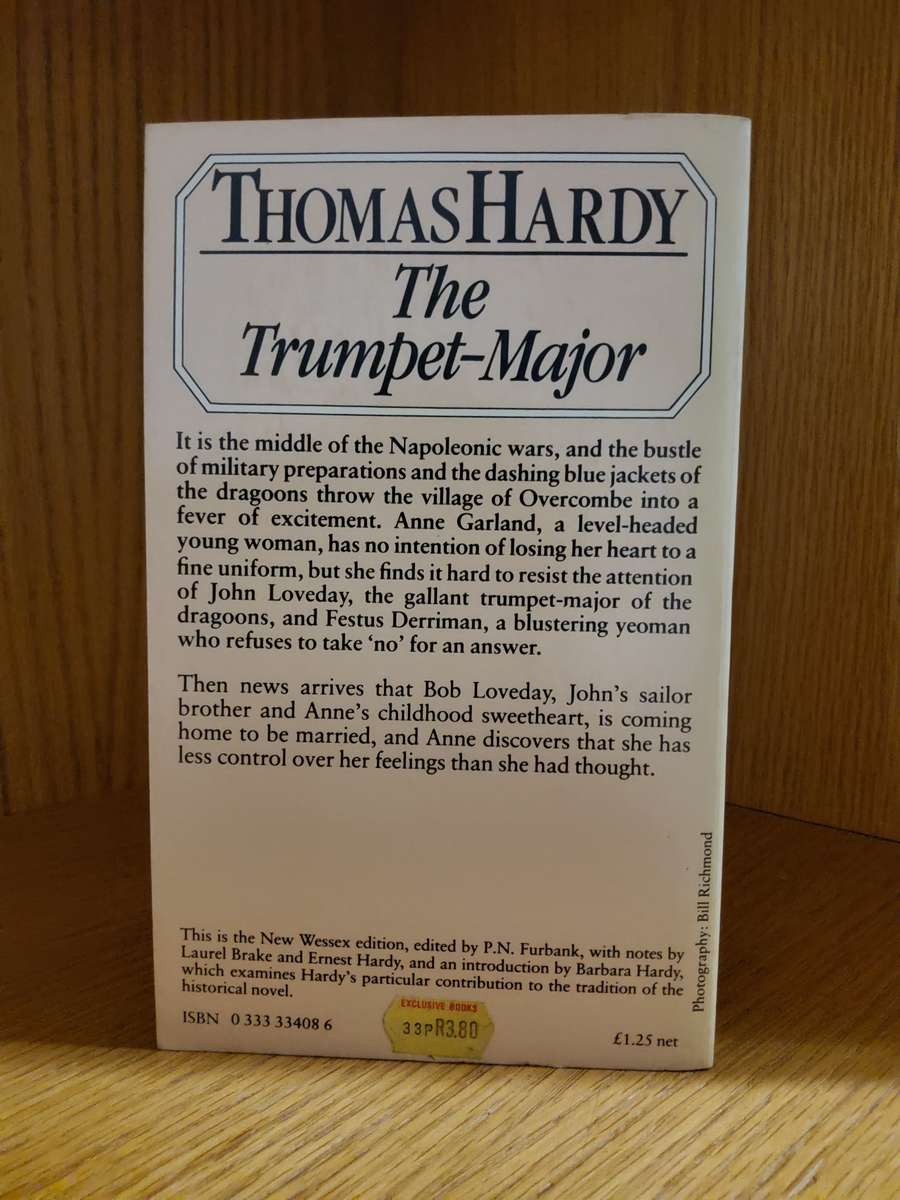 THOMAS HARDY
The
Trumpet-Major
It is the middle of the Napoleonic wars, and the bustle
of military preparations and the dashing blue jackets of
the dragoons throw the village of Overcombe into a
fever of excitement. Anne Garland, a level-headed
young woman, has no intention of losing her heart to a
fine uniform, but she finds it hard to resist the attention
of John Loveday, the gallant trumpet-major of the
dragoons, and Festus Derriman, a blustering yeoman
who refuses to take ‘no’ for an answer.
Then news arrives that Bob Loveday, John’s sailor
brother and Anne’s childhood sweetheart, is coming
home to be married, and Anne discovers that she has
less control over her feelings than she had thought.
Photography: Bill Richmond
This is the New Wessex edition, edited by P.N. Furbank, with notes by
Laurel Brake and Ernest Hardy, and an introduction by Barbara Hardy,
which examines Hardy’s particular contribution to the tradition of the
historical novel.
ISBN 0 333 33408 6
EXCLUSIVE BOOKS
33P R3.80
£1.25 net